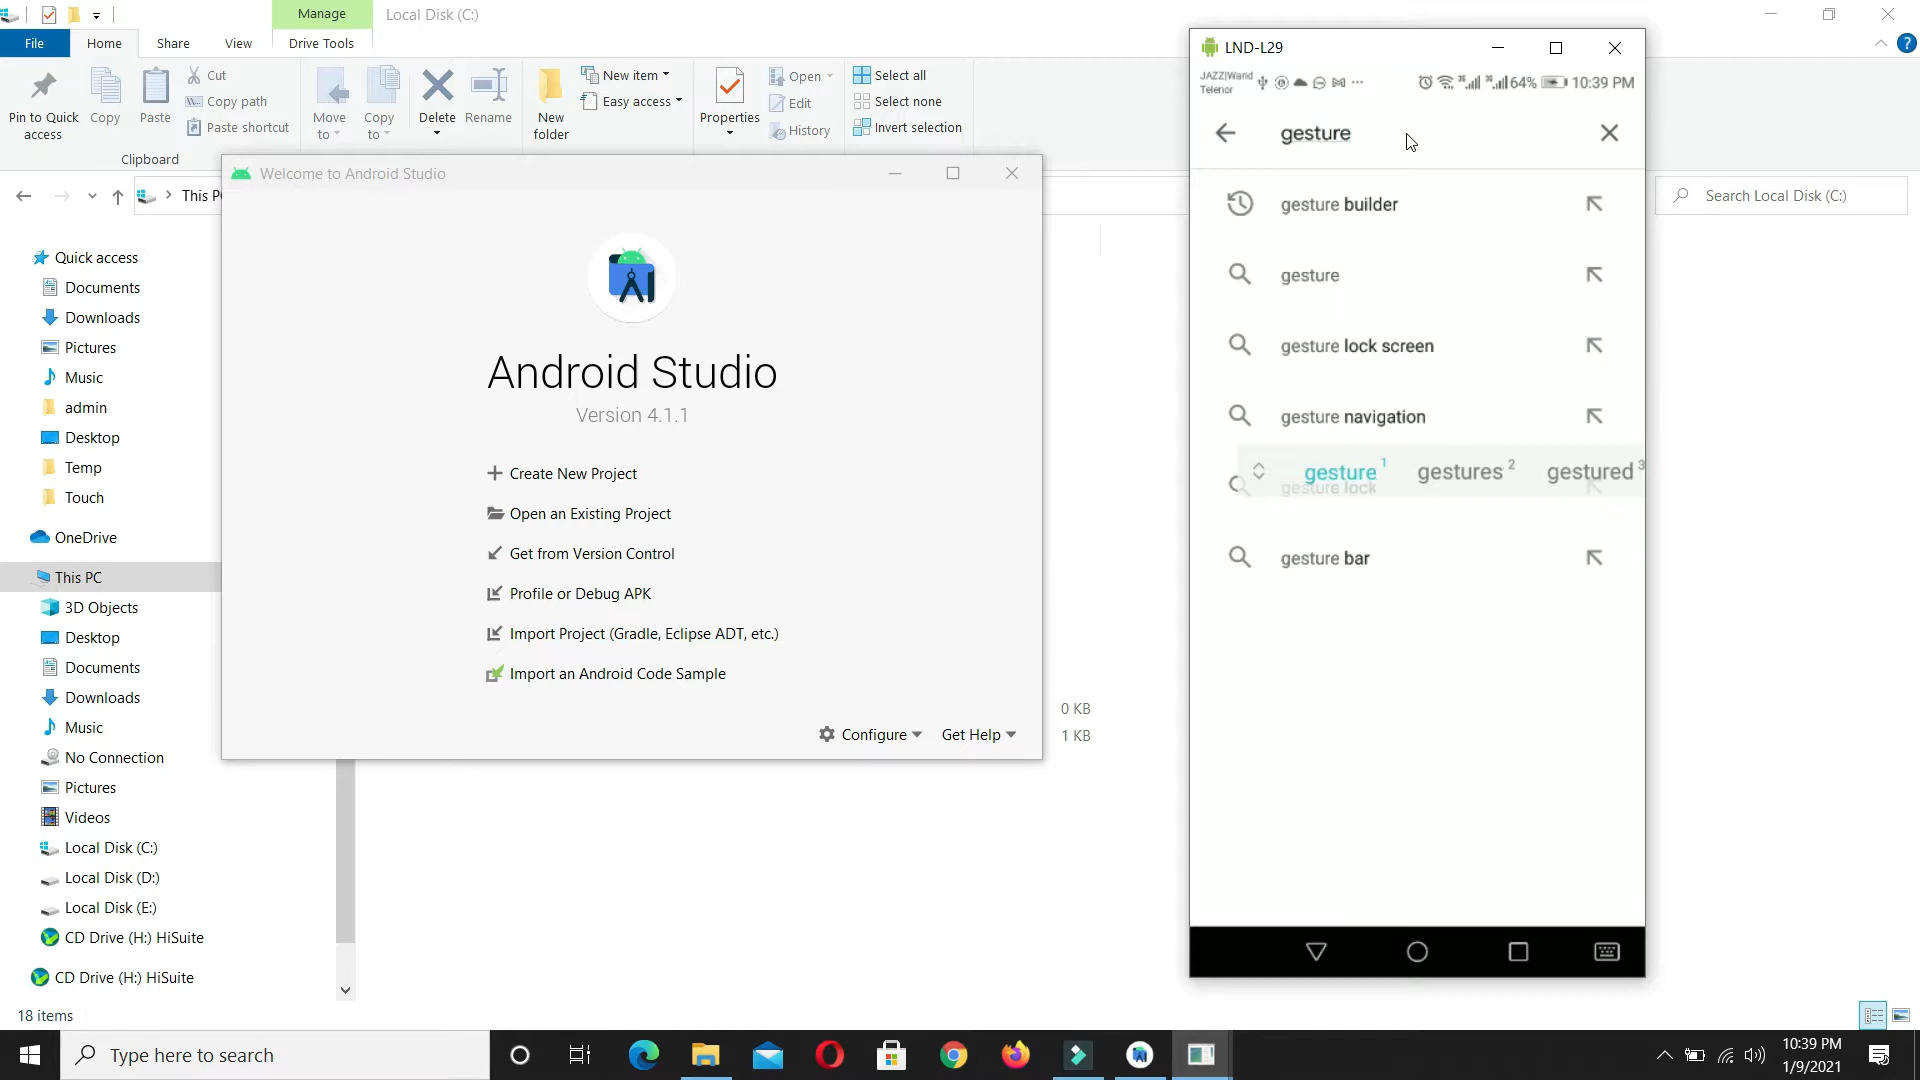 Manage
Local Disk (C:)
File
Home
Share
View
Drive Tools
Pin to Quick access
Copy
Paste
Cut
Copy path
Paste shortcut
Clipboard
Move to
Copy to
Delete
Rename
New folder
New item
Easy access
Properties
Open
Edit
History
Select all
Select none
Invert selection
This P
Search Local Disk (C:)
Quick access
Documents
Downloads
Pictures
Music
admin
Desktop
Temp
Touch
OneDrive
This PC
3D Objects
Desktop
Documents
Downloads
Music
No Connection
Pictures
Videos
Local Disk (C:)
Local Disk (D:)
Local Disk (E:)
CD Drive (H:) HiSuite
CD Drive (H:) HiSuite
18 items
0 KB
1 KB
Welcome to Android Studio
Android Studio
Version 4.1.1
Create New Project
Open an Existing Project
Get from Version Control
Profile or Debug APK
Import Project (Gradle, Eclipse ADT, etc.)
Import an Android Code Sample
Configure
Get Help
LND-L29
JAZZ|Warid
Telenor
64% 10:39 PM
gesture
gesture builder
gesture
gesture lock screen
gesture navigation
gesture 1 gestures 2 gestured 3
gesture lock
gesture bar
Type here to search
10:39 PM
1/9/2021